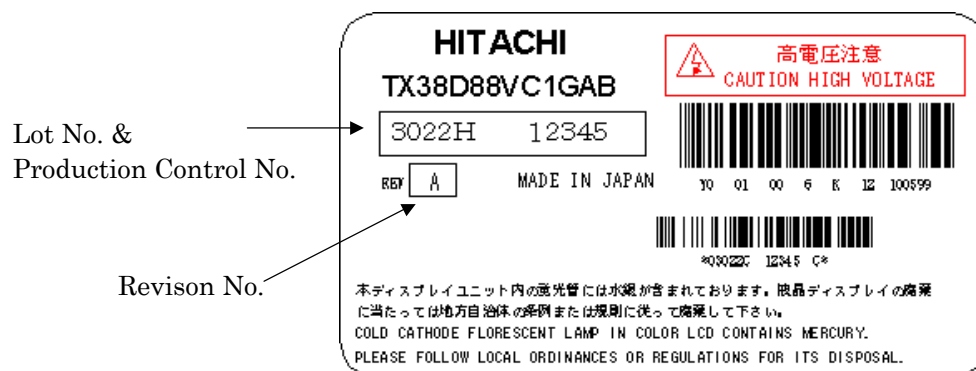 HITACHI
TX38D88VC1GAB
高電圧注意
CAUTION HIGH VOLTAGE
Lot No. &
Production Control No.
3022H 12345
REV A MADE IN JAPAN
Y0 01 00 6 K 1Z 100599
Revison No.
*03022C 12345 C*
本ディスプレイユニット内の蛍光管には水銀が含まれております。液晶ディスプレイの廃棄
に当たっては地方自治体の条例または規則に従って廃棄して下さい。
COLD CATHODE FLORESCENT LAMP IN COLOR LCD CONTAINS MERCURY.
PLEASE FOLLOW LOCAL ORDINANCES OR REGULATIONS FOR ITS DISPOSAL.